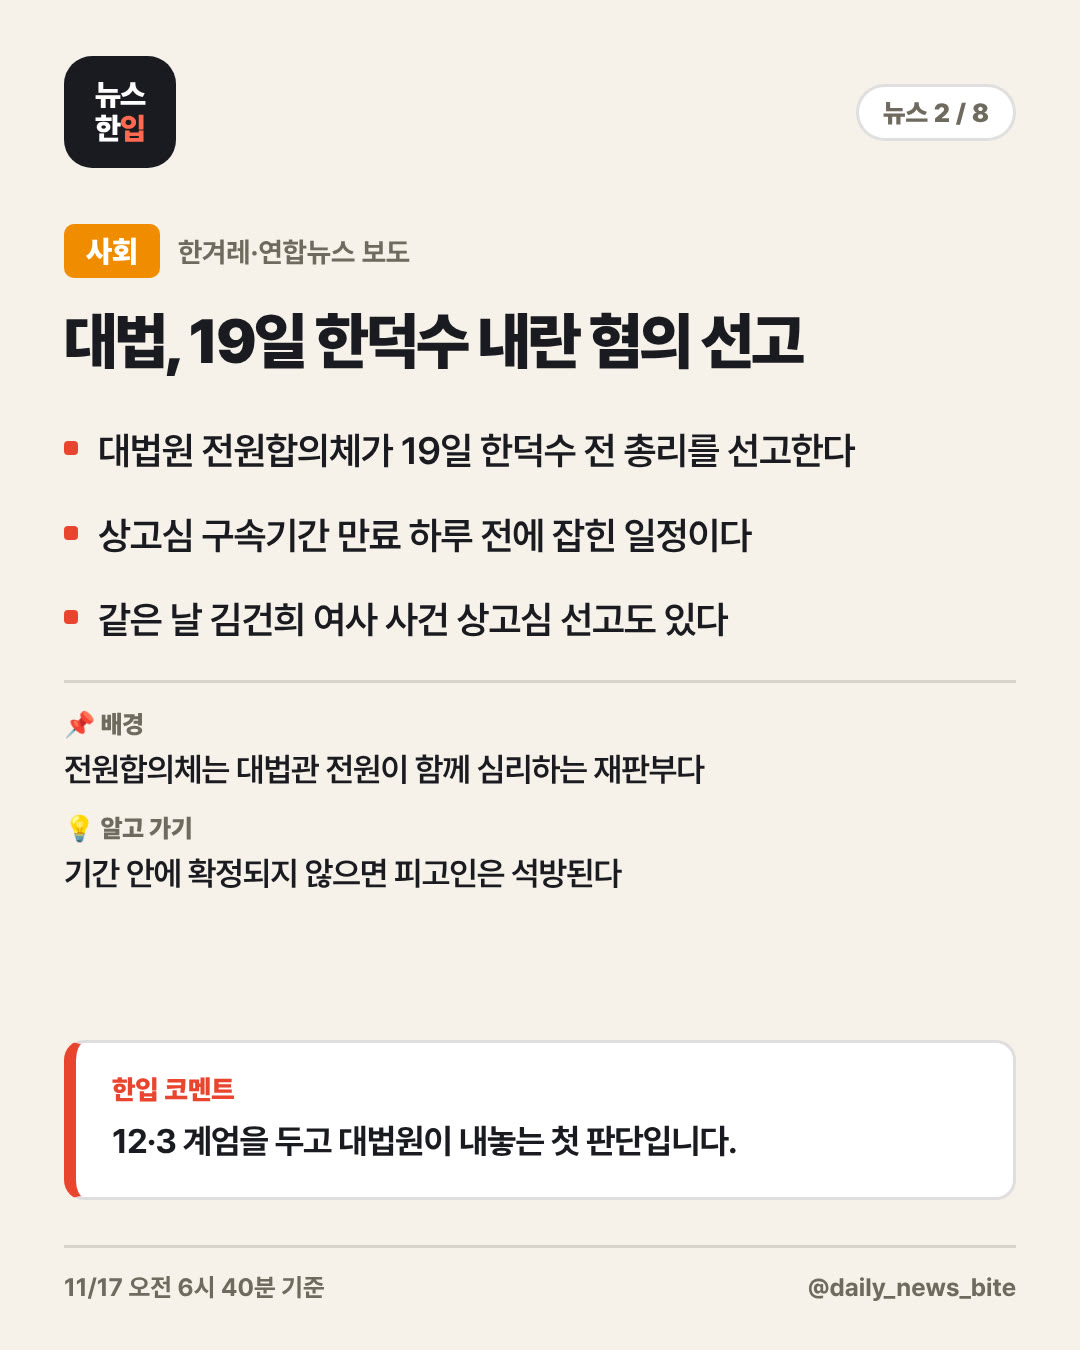 뉴스
한입
뉴스 2 / 8
사회
한겨레·연합뉴스 보도
대법, 19일 한덕수 내란 혐의 선고
대법원 전원합의체가 19일 한덕수 전 총리를 선고한다
상고심 구속기간 만료 하루 전에 잡힌 일정이다
같은 날 김건희 여사 사건 상고심 선고도 있다
📌 배경
전원합의체는 대법관 전원이 함께 심리하는 재판부다
💡 알고 가기
기간 안에 확정되지 않으면 피고인은 석방된다
한입 코멘트
12·3 계엄을 두고 대법원이 내놓는 첫 판단입니다.
11/17 오전 6시 40분 기준
@daily_news_bite